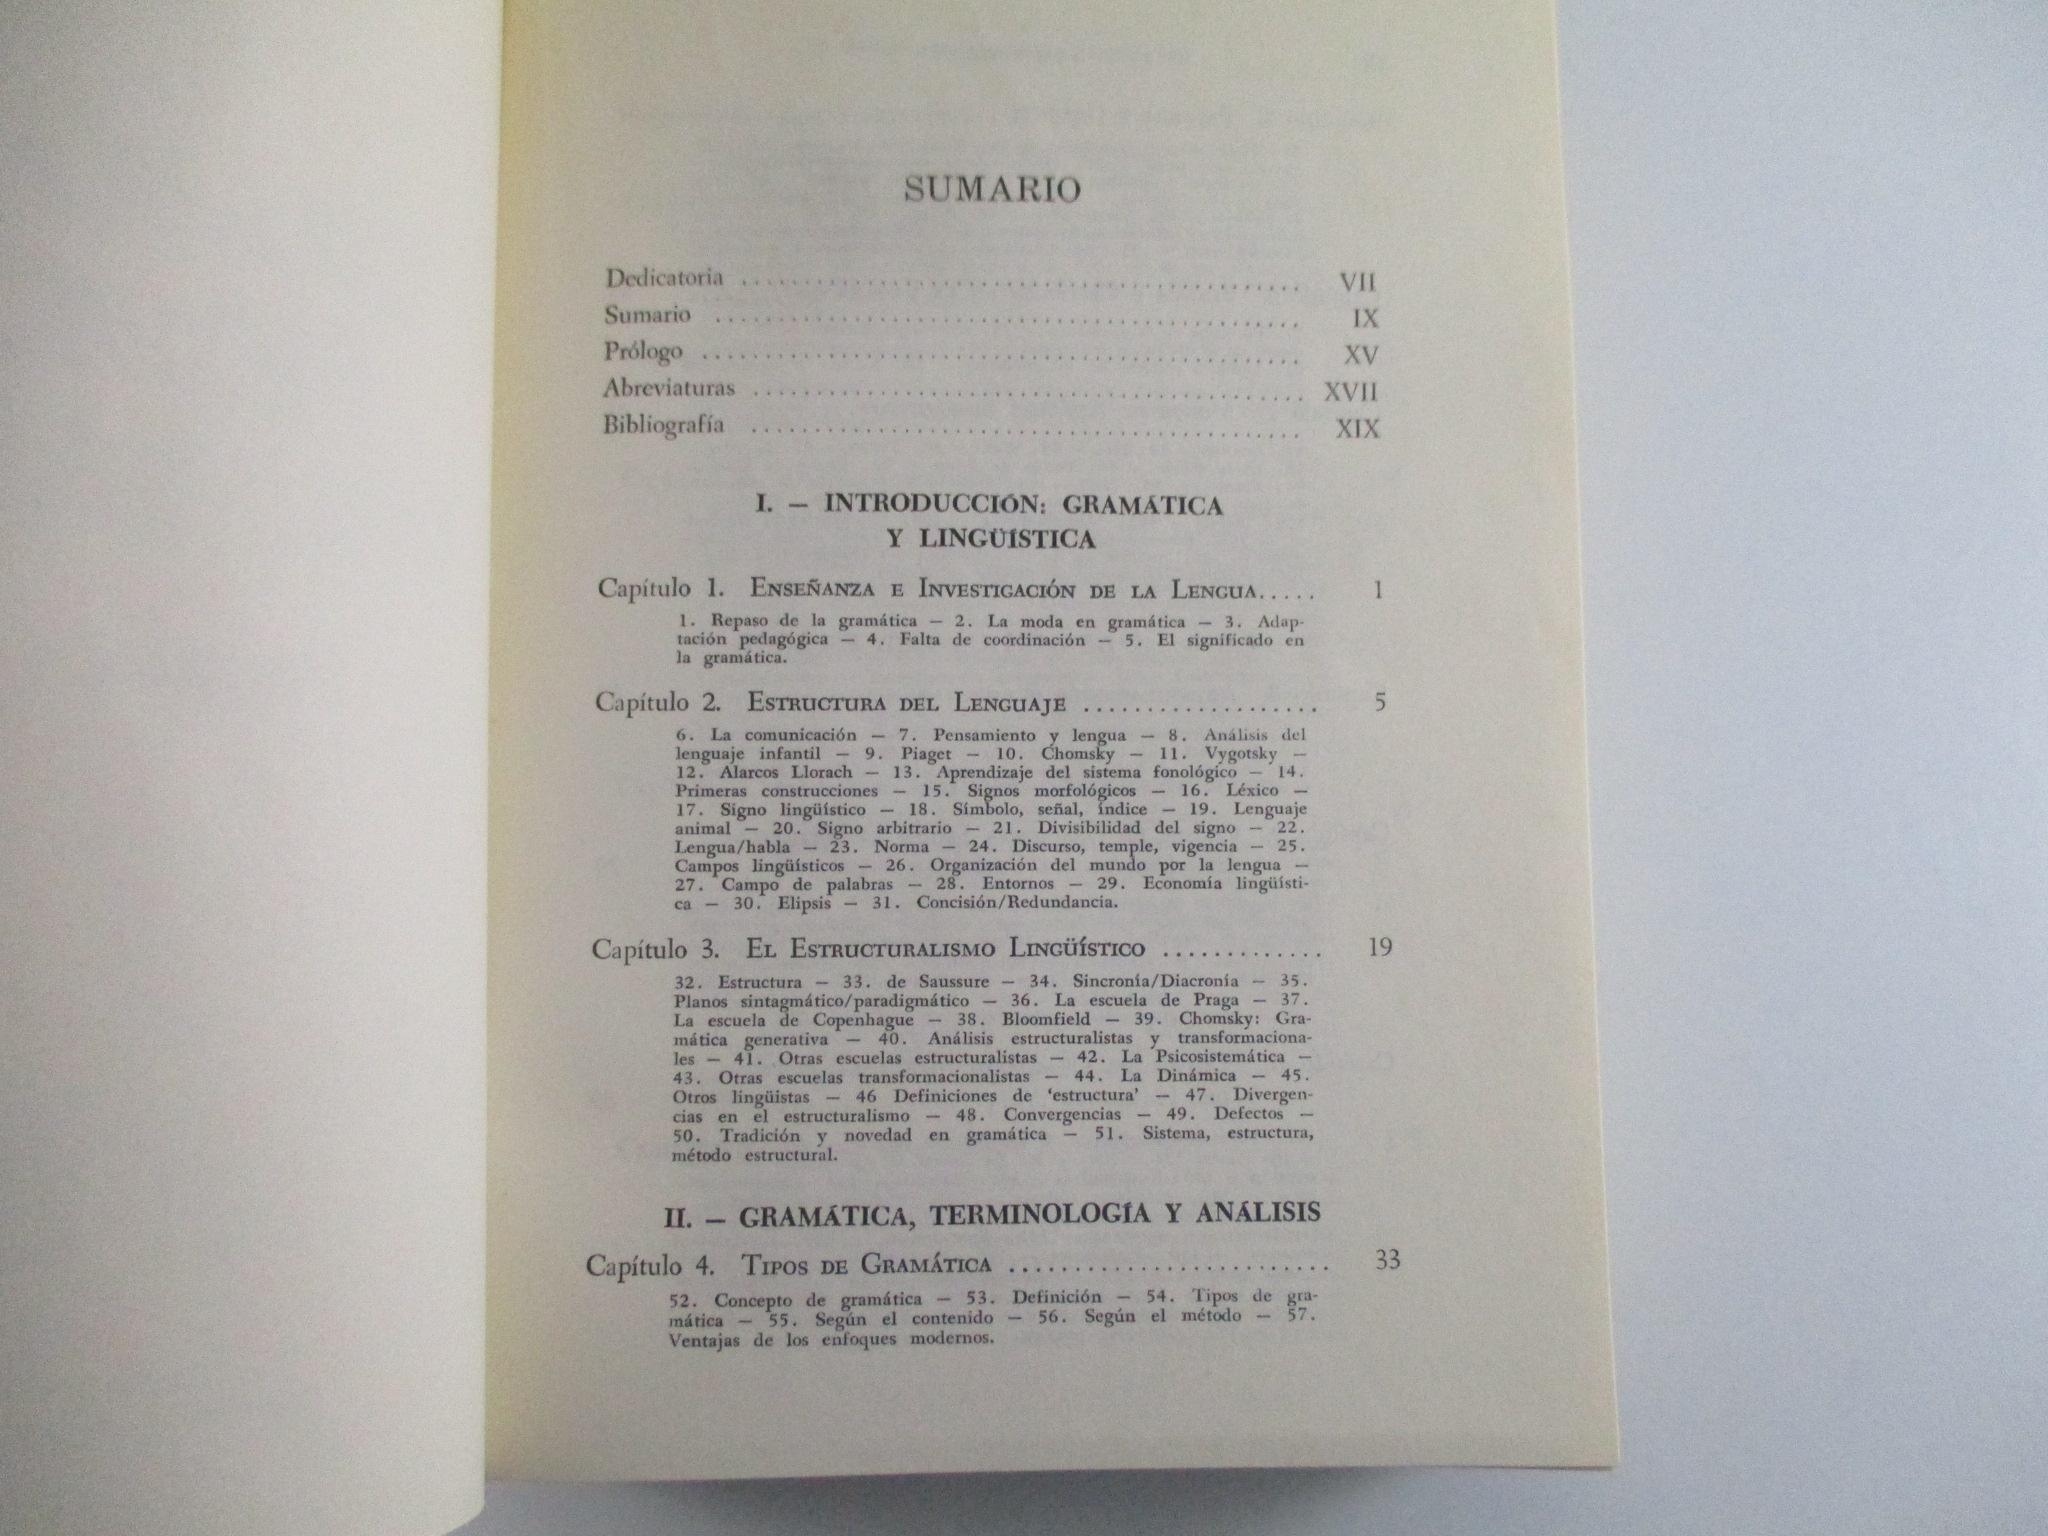 SUMARIO
Dedicatoria ........................................ VII
Sumario ........................................ IX
Prólogo ........................................ XV
Abreviaturas ........................................ XVII
Bibliografía ........................................ XIX
I. — INTRODUCCIÓN: GRAMÁTICA
Y LINGÜÍSTICA
Capítulo 1. Enseñanza e Investigación de la Lengua..... 1
1. Repaso de la gramática — 2. La moda en gramática — 3. Adap-
tación pedagógica — 4. Falta de coordinación — 5. El significado en
la gramática.
Capítulo 2. Estructura del Lenguaje ................... 5
6. La comunicación — 7. Pensamiento y lengua — 8. Análisis del
lenguaje infantil — 9. Piaget — 10. Chomsky — 11. Vygotsky —
12. Alarcos Llorach — 13. Aprendizaje del sistema fonológico — 14.
Primeras construcciones — 15. Signos morfológicos — 16. Léxico —
17. Signo lingüístico — 18. Símbolo, señal, índice — 19. Lenguaje
animal — 20. Signo arbitrario — 21. Divisibilidad del signo — 22.
Lengua/habla — 23. Norma — 24. Discurso, temple, vigencia — 25.
Campos lingüísticos — 26. Organización del mundo por la lengua —
27. Campo de palabras — 28. Entornos — 29. Economía lingüísti-
ca — 30. Elipsis — 31. Concisión/Redundancia.
Capítulo 3. El Estructuralismo Lingüístico ............. 19
32. Estructura — 33. de Saussure — 34. Sincronía/Diacronía — 35.
Planos sintagmático/paradigmático — 36. La escuela de Praga — 37.
La escuela de Copenhague — 38. Bloomfield — 39. Chomsky: Gra-
mática generativa — 40. Análisis estructuralistas y transformaciona-
les — 41. Otras escuelas estructuralistas — 42. La Psicosistemática —
43. Otras escuelas transformacionalistas — 44. La Dinámica — 45.
Otros lingüistas — 46 Definiciones de ‘estructura’ — 47. Divergen-
cias en el estructuralismo — 48. Convergencias — 49. Defectos —
50. Tradición y novedad en gramática — 51. Sistema, estructura,
método estructural.
II. — GRAMÁTICA, TERMINOLOGÍA Y ANÁLISIS
Capítulo 4. Tipos de Gramática ......................... 33
52. Concepto de gramática — 53. Definición — 54. Tipos de gra-
mática — 55. Según el contenido — 56. Según el método — 57.
Ventajas de los enfoques modernos.